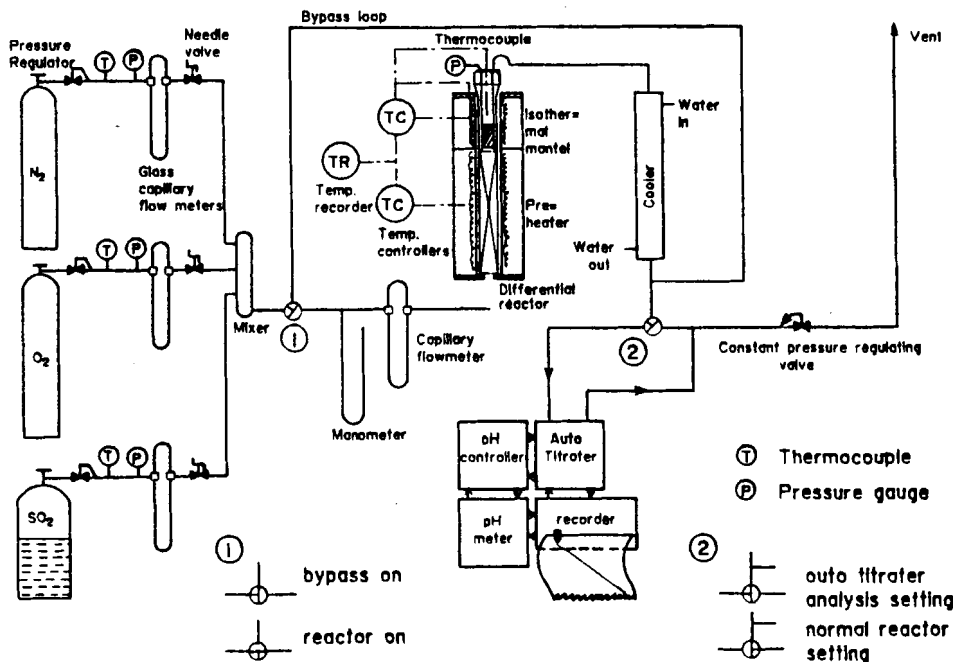 Bypass loop
Vent
Pressure
Regulator
Needle
valve
Thermocouple
T
P
P
N₂
Glass
capillary
flow meters
TC
TR
Temp.
recorder
TC
Temp.
controllers
Isother=
mal
mantel
Pre=
heater
Differential
reactor
Cooler
Water
in
Water
out
T
P
O₂
Mixer
1
Capillary
flowmeter
Manometer
2
Constant pressure regulating
valve
T
P
SO₂
pH
controller
Auto
Titrater
pH
meter
recorder
T Thermocouple
P Pressure gauge
1
bypass on
reactor on
2
auto titrater
analysis setting
normal reactor
setting